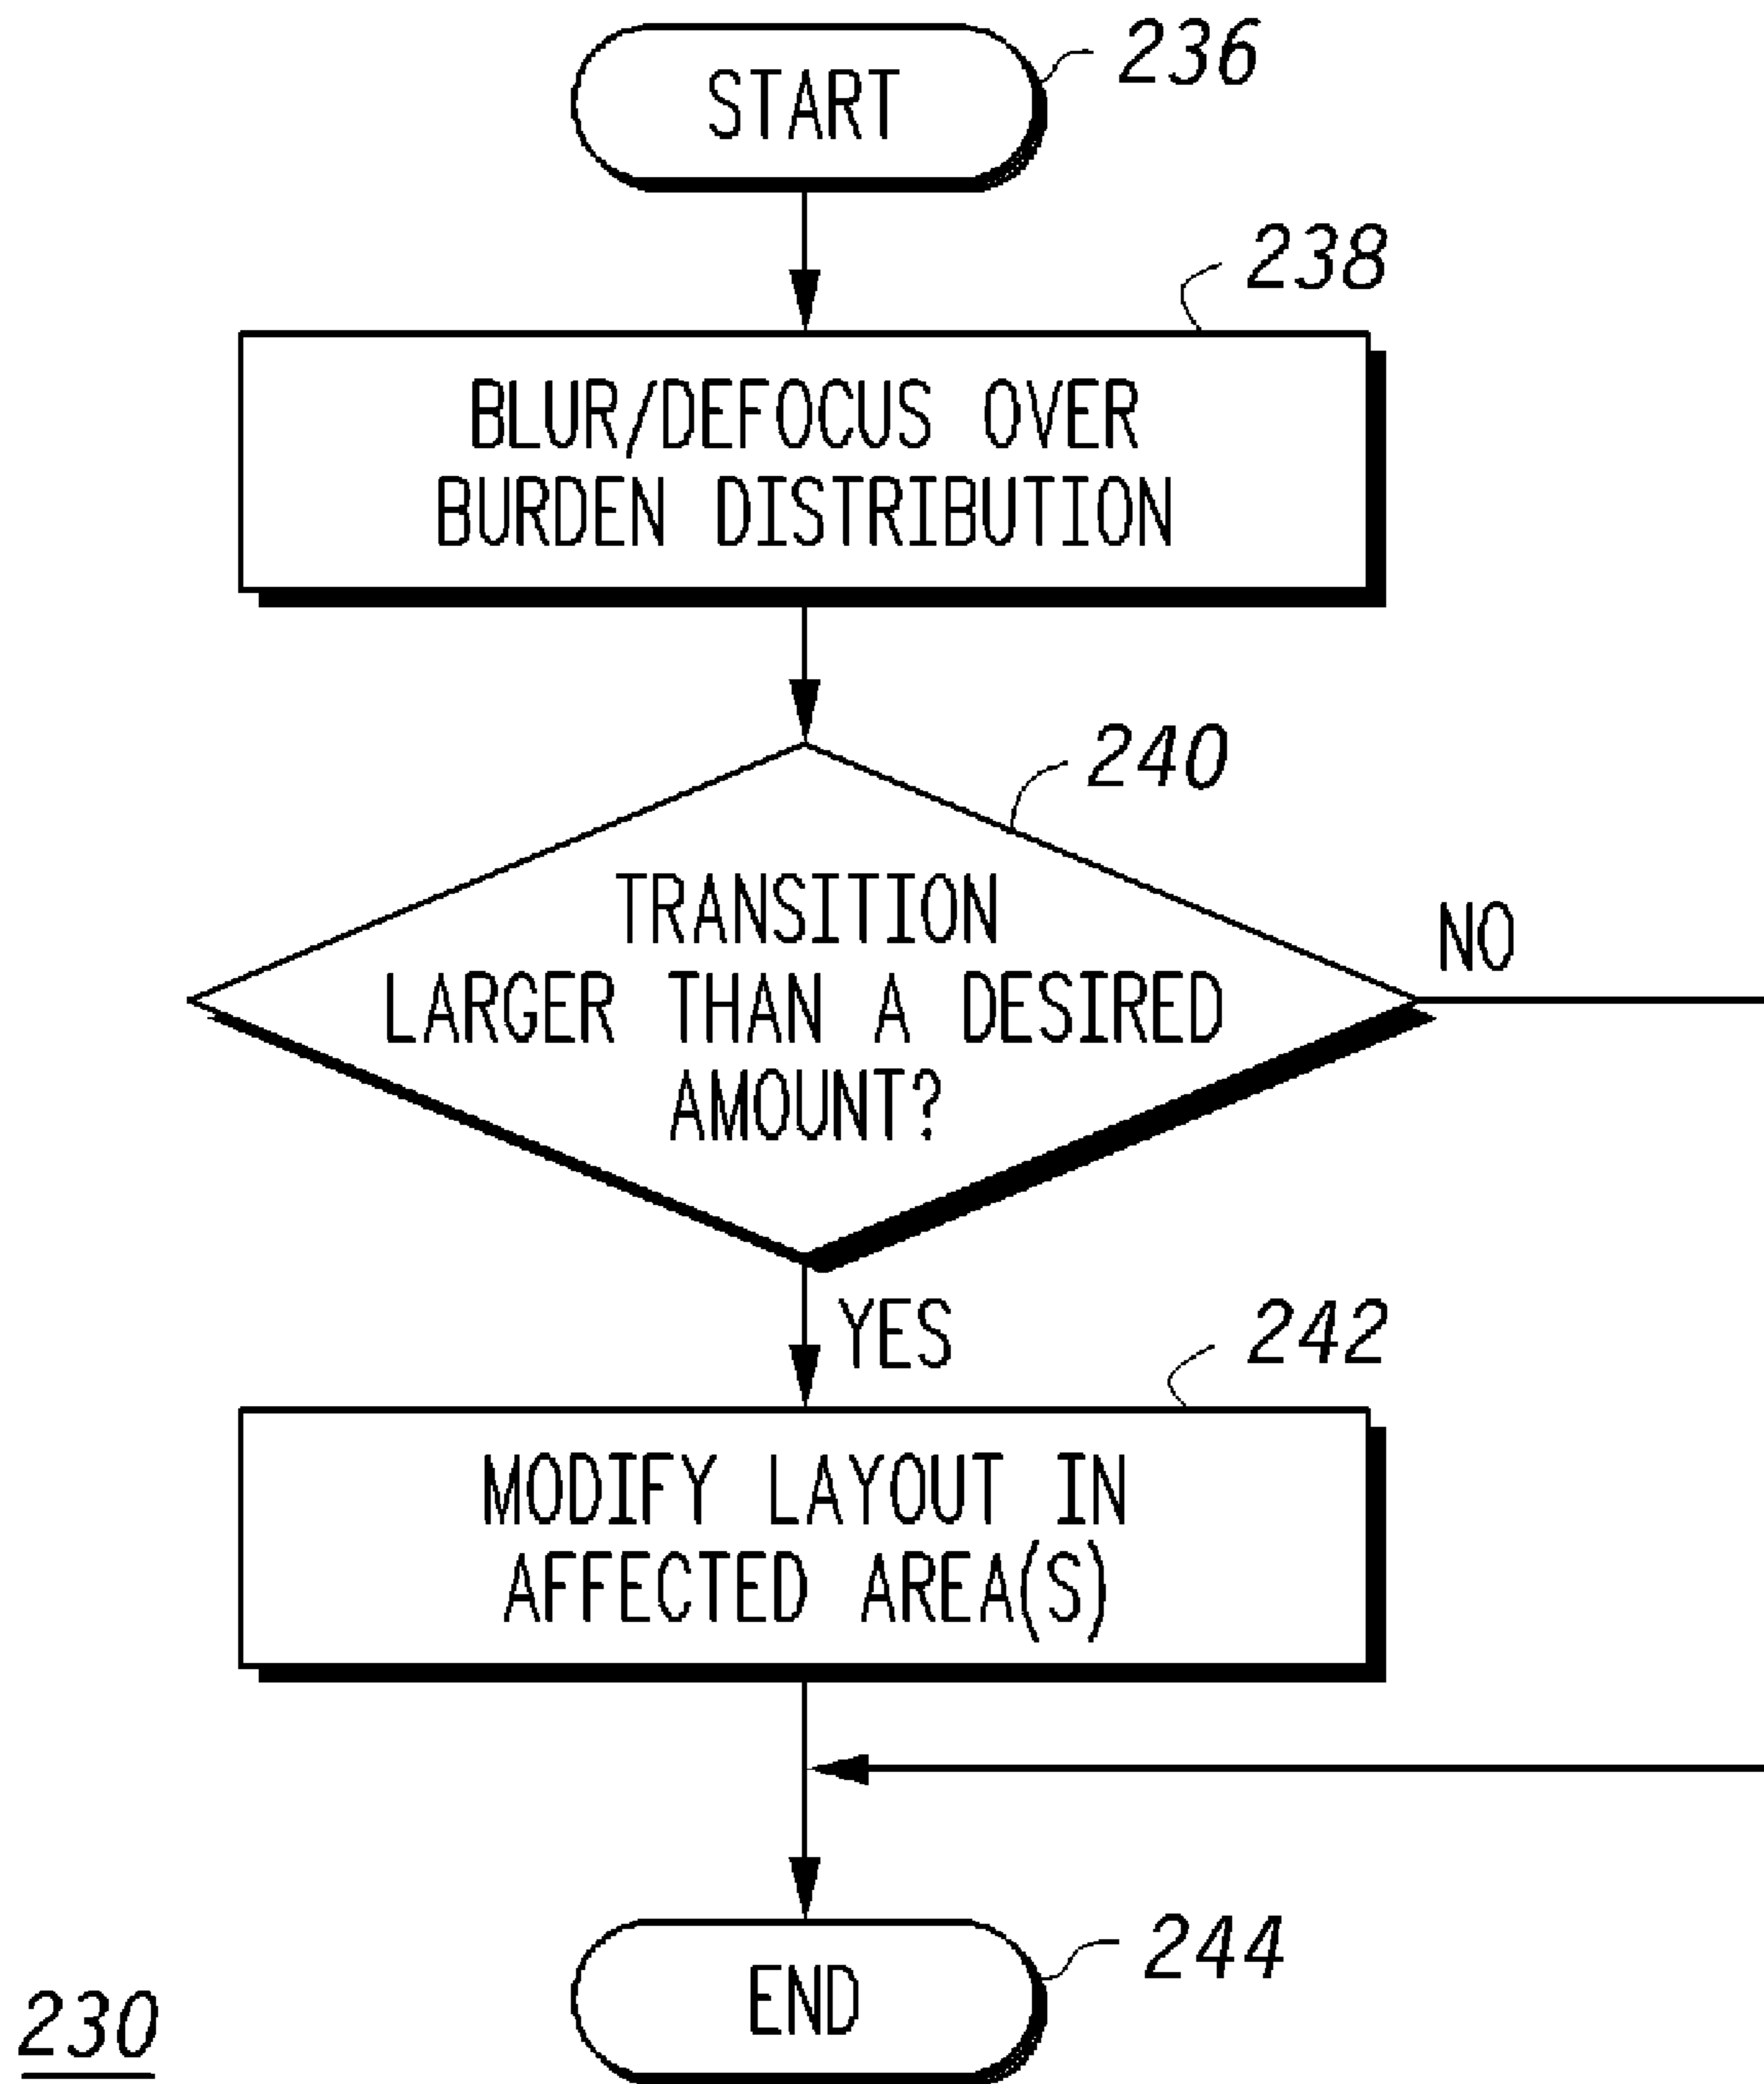 START
236
238
BLUR/DEFOCUS OVER
BURDEN DISTRIBUTION
240
TRANSITION
LARGER THAN A DESIRED
AMOUNT?
NO
YES
242
MODIFY LAYOUT IN
AFFECTED AREA(S)
END
244
230